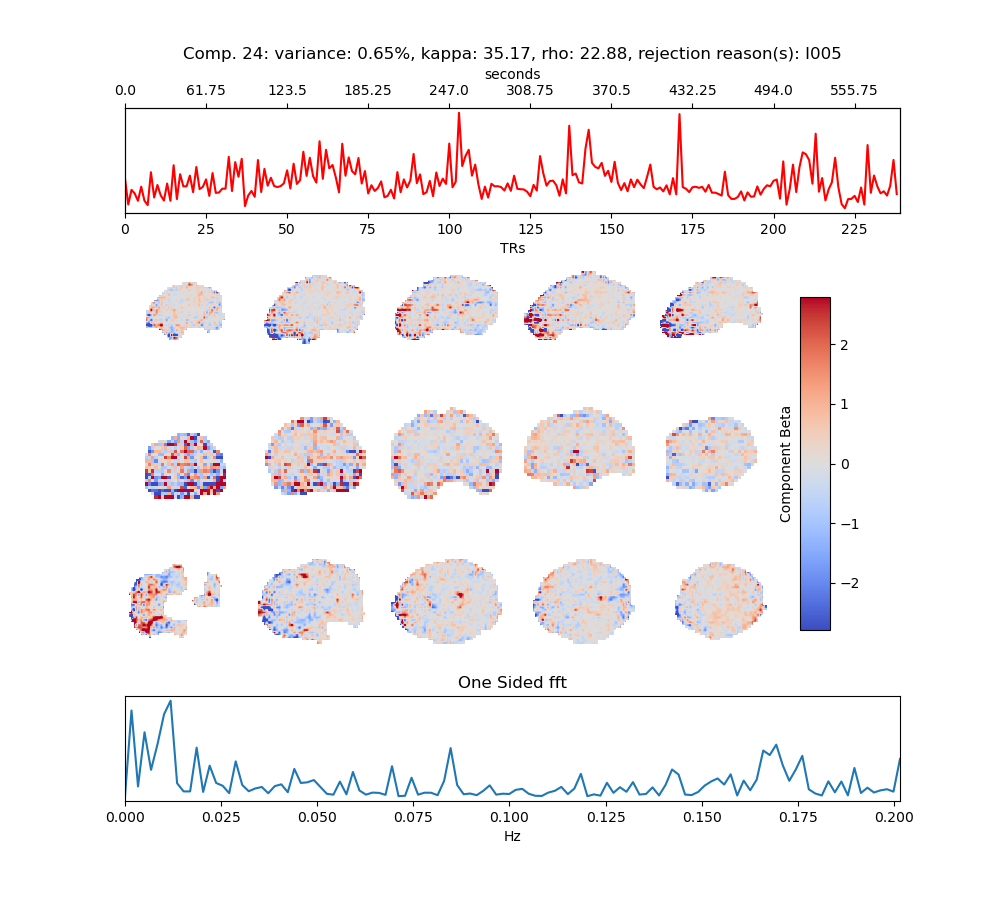 Comp. 24: variance: 0.65%, kappa: 35.17, rho: 22.88, rejection reason(s): I005
seconds
0.0 61.75 123.5 185.25 247.0 308.75 370.5 432.25 494.0 555.75
0 25 50 75 100 125 150 175 200 225
TRs
2
1
0
−1
−2
Component Beta
One Sided fft
0.000 0.025 0.050 0.075 0.100 0.125 0.150 0.175 0.200
Hz